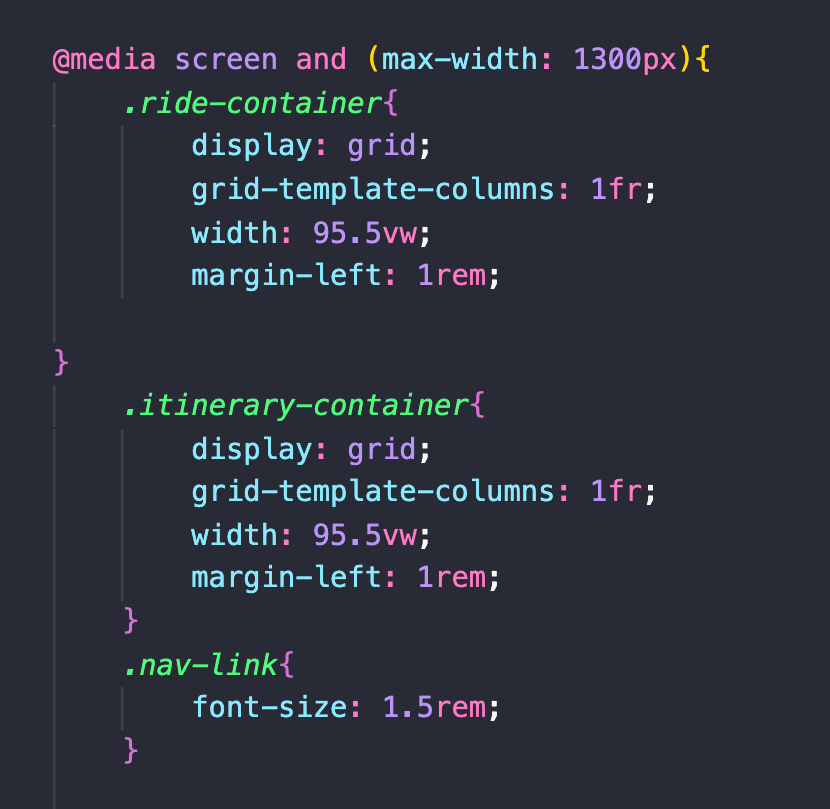 @media screen and (max-width: 1300px){
.ride-container{
display: grid;
grid-template-columns: 1fr;
width: 95.5vw;
margin-left: 1rem;
}
.itinerary-container{
display: grid;
grid-template-columns: 1fr;
width: 95.5vw;
margin-left: 1rem;
}
.nav-link{
font-size: 1.5rem;
}